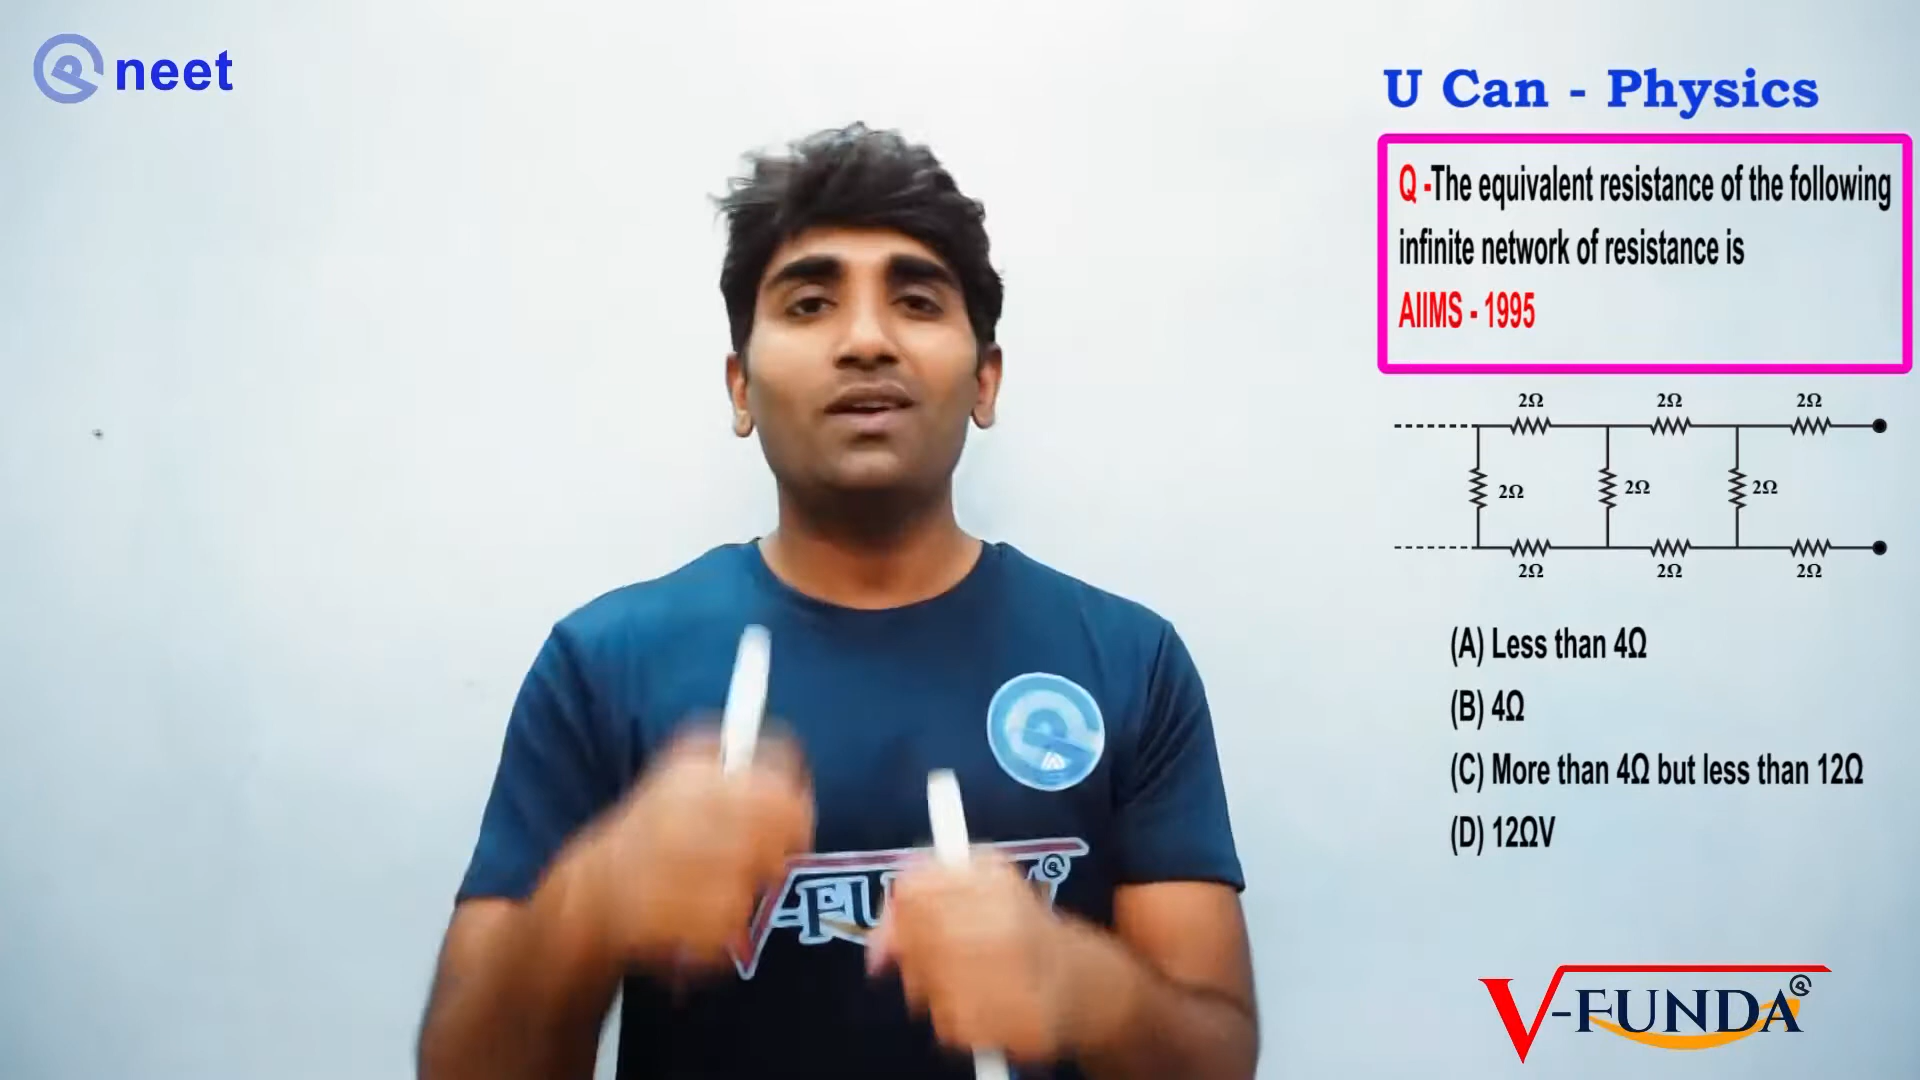 neet
U Can - Physics
Q -The equivalent resistance of the following
infinite network of resistance is
AIIMS - 1995
2Ω 2Ω 2Ω
2Ω 2Ω 2Ω
2Ω 2Ω 2Ω
(A) Less than 4Ω
(B) 4Ω
(C) More than 4Ω but less than 12Ω
(D) 12ΩV
V-FUNDA